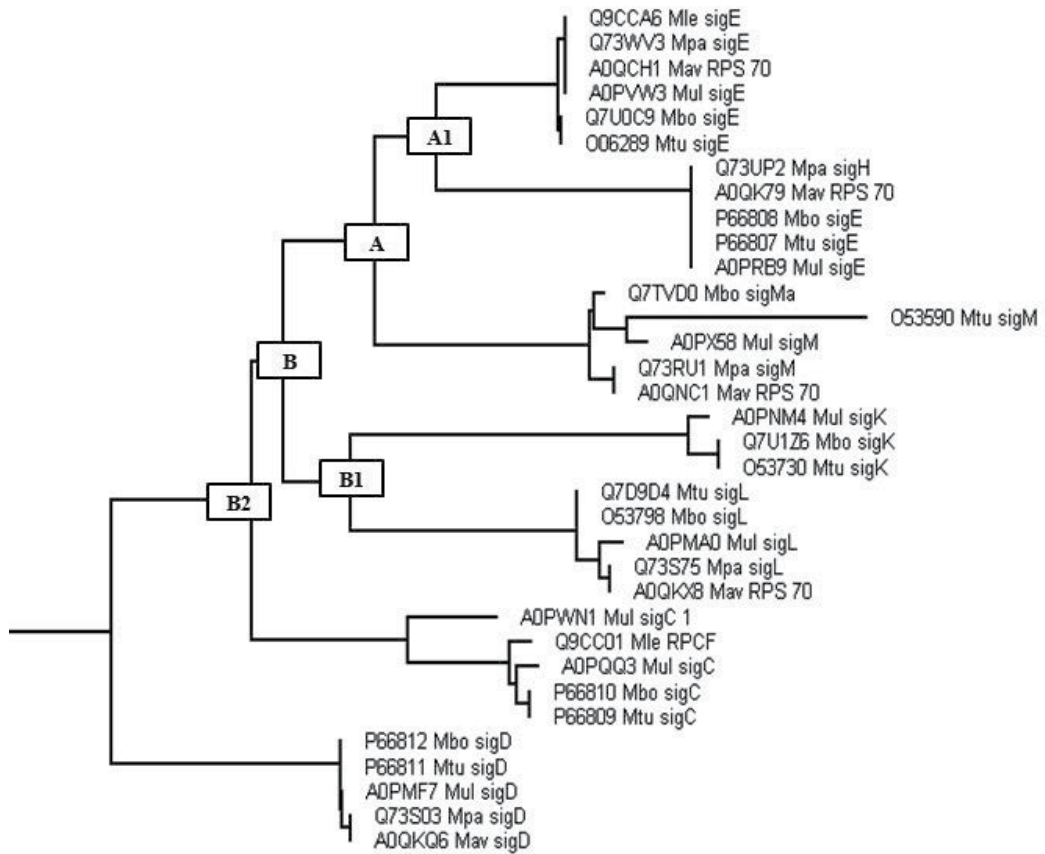 Q9CCA6 Mle sigE
Q73WV3 Mpa sigE
A0QCH1 Mav RPS 70
A0PVW3 Mul sigE
Q7U0C9 Mbo sigE
O06289 Mtu sigE
A1
Q73UP2 Mpa sigH
A0QK79 Mav RPS 70
P66808 Mbo sigE
P66807 Mtu sigE
A0PRB9 Mul sigE
A
Q7TVD0 Mbo sigMa
O53590 Mtu sigM
A0PX58 Mul sigM
Q73RU1 Mpa sigM
A0QNC1 Mav RPS 70
B
A0PNM4 Mul sigK
Q7U1Z6 Mbo sigK
O53730 Mtu sigK
B1
Q7D9D4 Mtu sigL
O53798 Mbo sigL
A0PMA0 Mul sigL
Q73S75 Mpa sigL
A0QKX8 Mav RPS 70
B2
A0PWN1 Mul sigC 1
Q9CC01 Mle RPCF
A0PQQ3 Mul sigC
P66810 Mbo sigC
P66809 Mtu sigC
P66812 Mbo sigD
P66811 Mtu sigD
A0PMF7 Mul sigD
Q73S03 Mpa sigD
A0QKQ6 Mav sigD